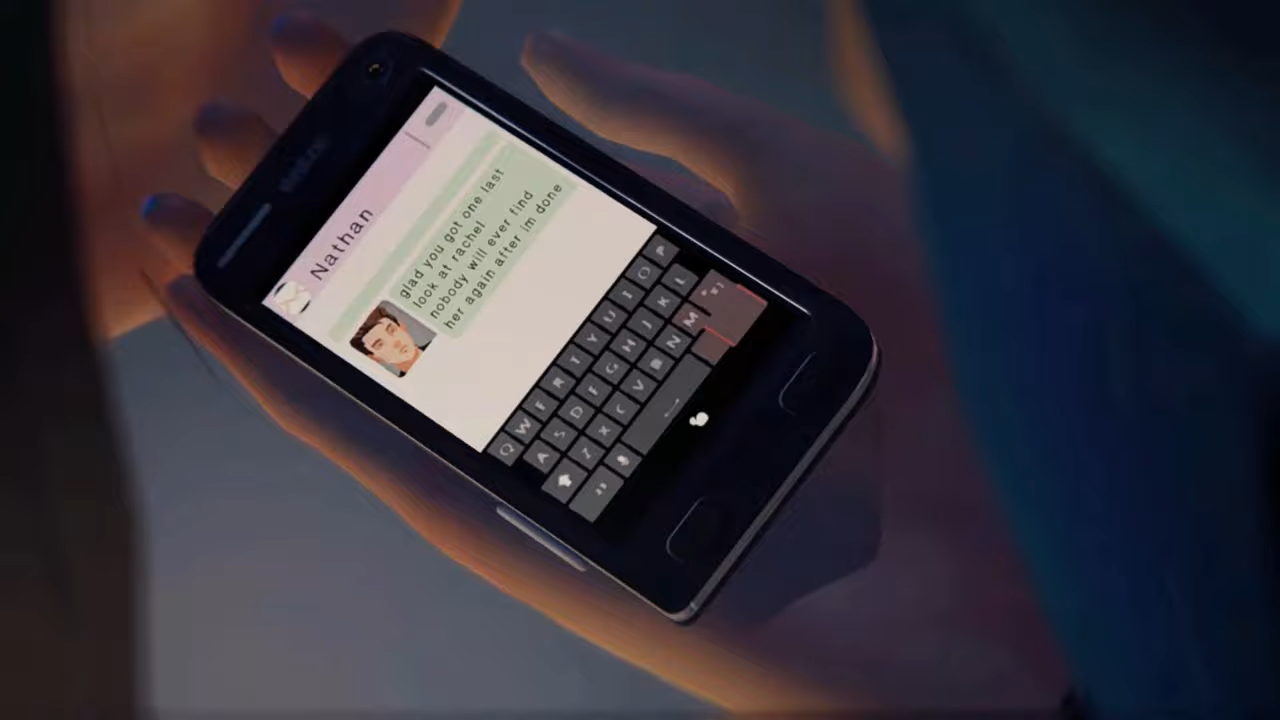 Nathan
glad you got one last
look at rachel
nobody will ever find
her again after im done
Q W E R T Y U I O P
A S D F G H J K L
Z X C V B N M